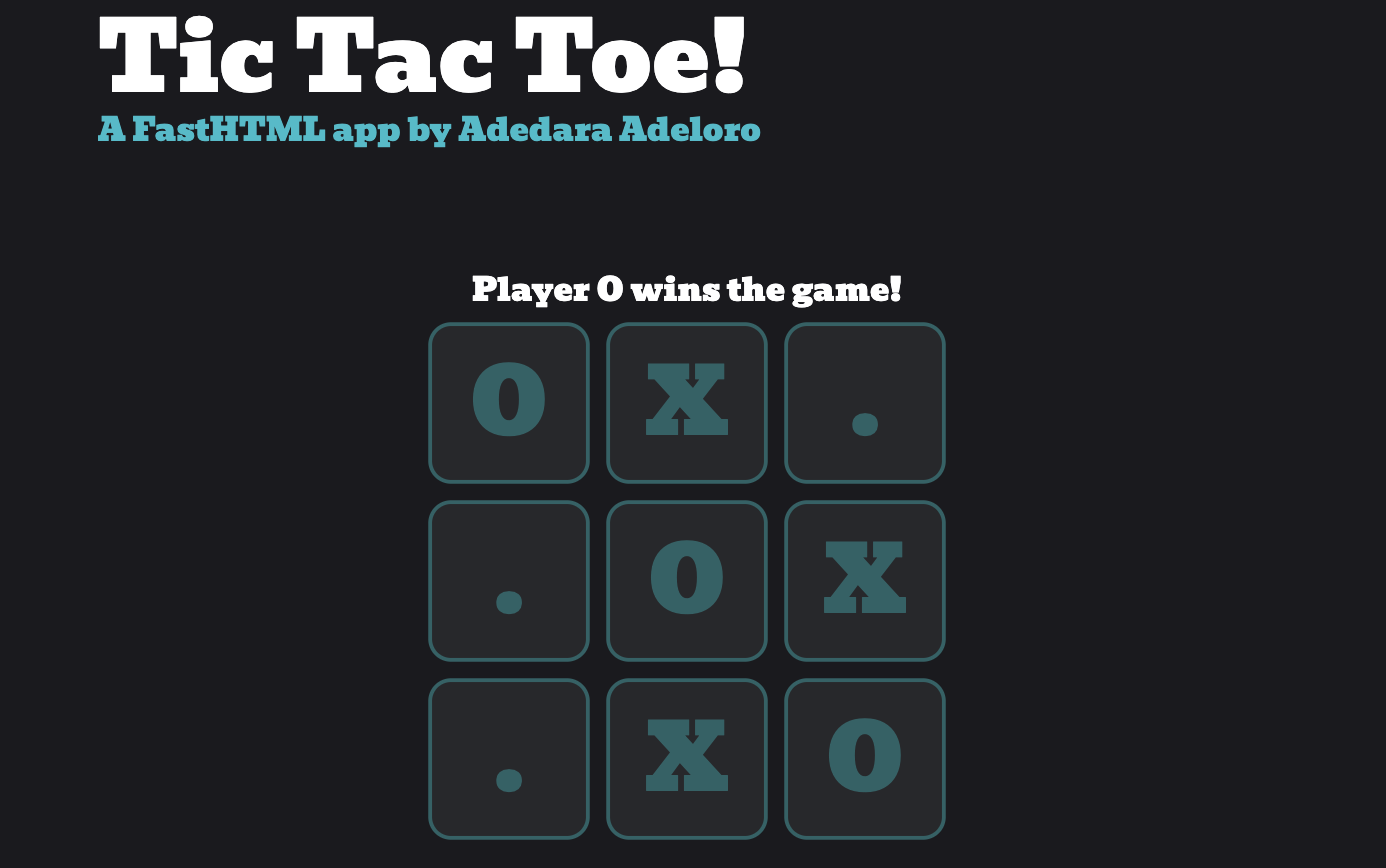 Tic Tac Toe!
A FastHTML app by Adedara Adeloro
Player O wins the game!
O X .
. O X
. X O